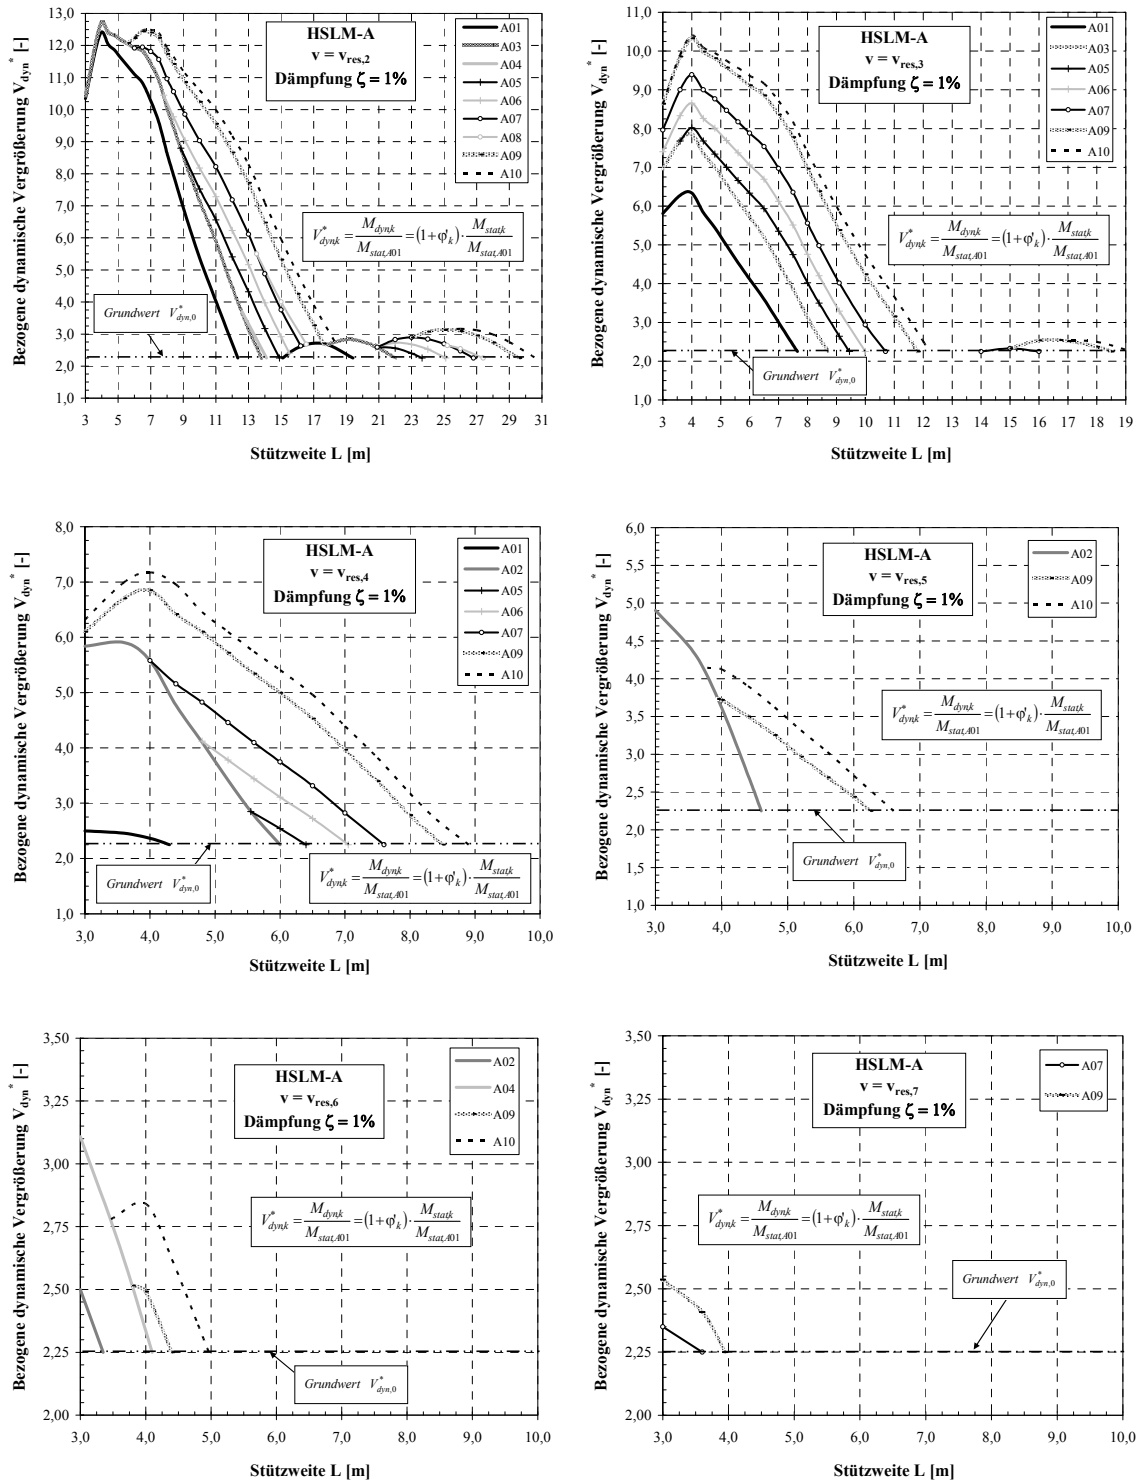 Bezogene dynamische Vergrößerung V_dyn* [-]
13,0
12,0
11,0
10,0
9,0
8,0
7,0
6,0
5,0
4,0
3,0
2,0
1,0
HSLM-A
v = v_res,2
Dämpfung ζ = 1%
A01
A03
A04
A05
A06
A07
A08
A09
A10
V*_dyn,k = M_dyn,k / M_stat,A01 = (1+φ'_k) · M_stat,k / M_stat,A01
Grundwert V*_dyn,0
3 5 7 9 11 13 15 17 19 21 23 25 27 29 31
Stützweite L [m]
Bezogene dynamische Vergrößerung V_dyn* [-]
11,0
10,0
9,0
8,0
7,0
6,0
5,0
4,0
3,0
2,0
1,0
HSLM-A
v = v_res,3
Dämpfung ζ = 1%
A01
A03
A05
A06
A07
A09
A10
V*_dyn,k = M_dyn,k / M_stat,A01 = (1+φ'_k) · M_stat,k / M_stat,A01
Grundwert V*_dyn,0
3 4 5 6 7 8 9 10 11 12 13 14 15 16 17 18 19
Stützweite L [m]
Bezogene dynamische Vergrößerung V_dyn* [-]
8,0
7,0
6,0
5,0
4,0
3,0
2,0
1,0
HSLM-A
v = v_res,4
Dämpfung ζ = 1%
A01
A02
A05
A06
A07
A09
A10
Grundwert V*_dyn,0
V*_dyn,k = M_dyn,k / M_stat,A01 = (1+φ'_k) · M_stat,k / M_stat,A01
3,0 4,0 5,0 6,0 7,0 8,0 9,0 10,0
Stützweite L [m]
Bezogene dynamische Vergrößerung V_dyn* [-]
6,0
5,5
5,0
4,5
4,0
3,5
3,0
2,5
2,0
1,5
1,0
HSLM-A
v = v_res,5
Dämpfung ζ = 1%
A02
A09
A10
V*_dyn,k = M_dyn,k / M_stat,A01 = (1+φ'_k) · M_stat,k / M_stat,A01
Grundwert V*_dyn,0
3,0 4,0 5,0 6,0 7,0 8,0 9,0 10,0
Stützweite L [m]
Bezogene dynamische Vergrößerung V_dyn* [-]
3,50
3,25
3,00
2,75
2,50
2,25
2,00
HSLM-A
v = v_res,6
Dämpfung ζ = 1%
A02
A04
A09
A10
V*_dyn,k = M_dyn,k / M_stat,A01 = (1+φ'_k) · M_stat,k / M_stat,A01
Grundwert V*_dyn,0
3,0 4,0 5,0 6,0 7,0 8,0 9,0 10,0
Stützweite L [m]
Bezogene dynamische Vergrößerung V_dyn* [-]
3,50
3,25
3,00
2,75
2,50
2,25
2,00
HSLM-A
v = v_res,7
Dämpfung ζ = 1%
A07
A09
V*_dyn,k = M_dyn,k / M_stat,A01 = (1+φ'_k) · M_stat,k / M_stat,A01
Grundwert V*_dyn,0
3,0 4,0 5,0 6,0 7,0 8,0 9,0 10,0
Stützweite L [m]